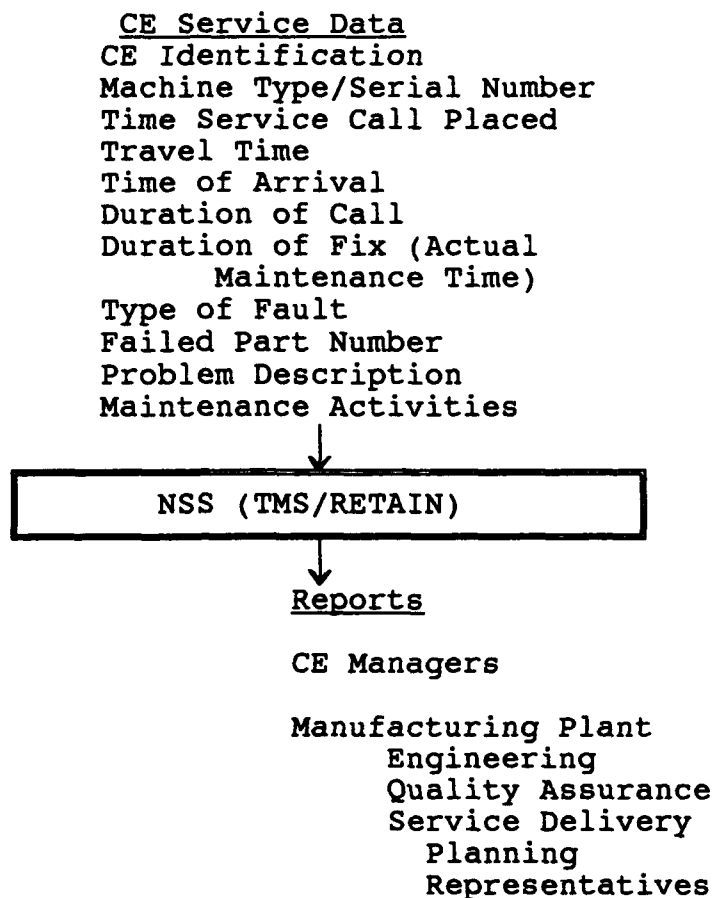 CE Service Data
CE Identification
Machine Type/Serial Number
Time Service Call Placed
Travel Time
Time of Arrival
Duration of Call
Duration of Fix (Actual
Maintenance Time)
Type of Fault
Failed Part Number
Problem Description
Maintenance Activities
NSS (TMS/RETAIN)
Reports
CE Managers
Manufacturing Plant
Engineering
Quality Assurance
Service Delivery
Planning
Representatives